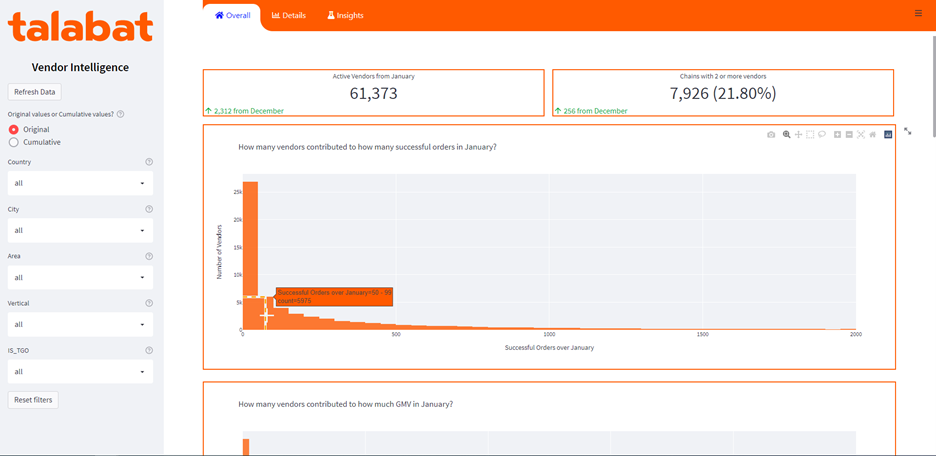 talabat
Vendor Intelligence
Refresh Data
Original values or Cumulative values?
Original
Cumulative
Country
all
City
all
Area
all
Vertical
all
IS_TGO
all
Reset filters
Overall
Details
Insights
Active Vendors from January
61,373
2,312 from December
Chains with 2 or more vendors
7,926 (21.80%)
256 from December
How many vendors contributed to how many successful orders in January?
Number of Vendors
25k
20k
15k
10k
5k
0
Successful Orders over January=50 - 99
count=5975
0
500
1000
1500
2000
Successful Orders over January
How many vendors contributed to how much GMV in January?